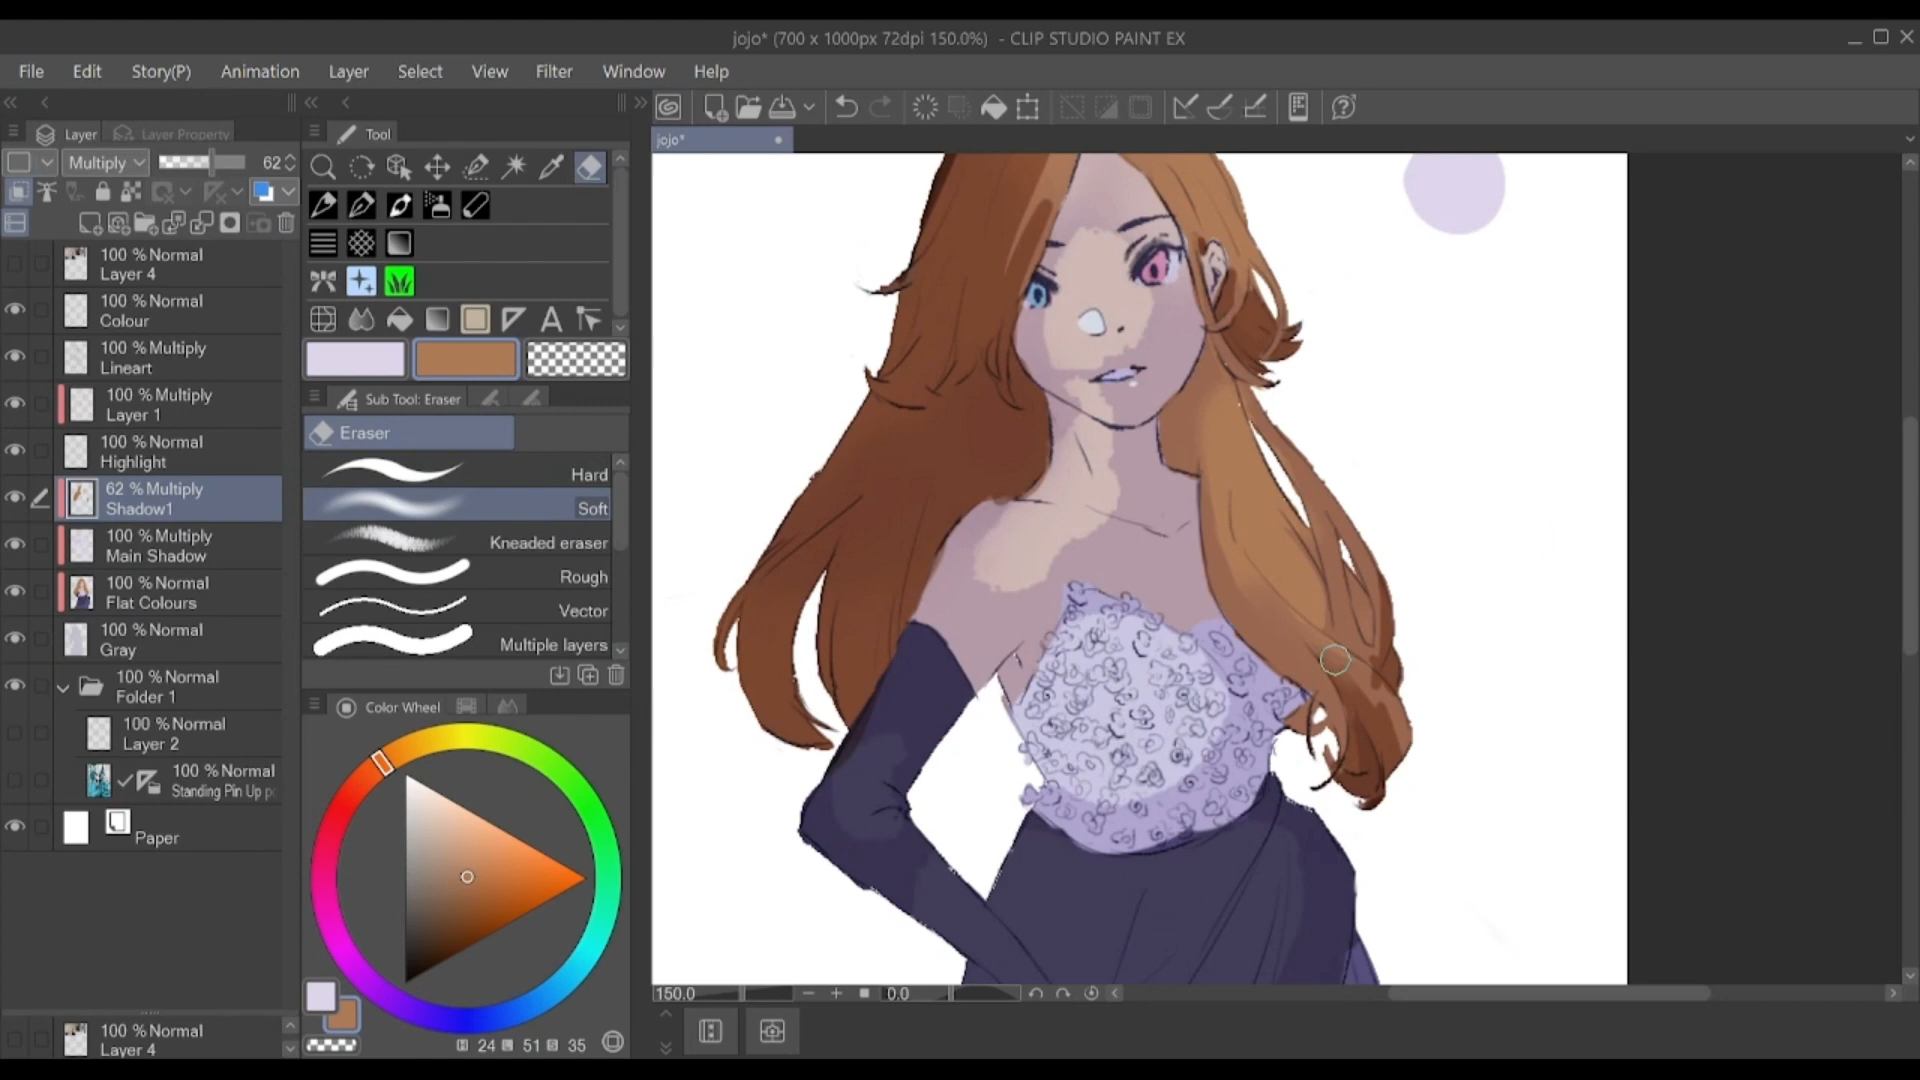 jojo* (700 x 1000px 72dpi 150.0%) - CLIP STUDIO PAINT EX
File Edit Story(P) Animation Layer Select View Filter Window Help
Layer Layer Property
Tool
jojo*
Multiply 62
100 % Normal
Layer 4
100 % Normal
Colour
100 % Multiply
Lineart
100 % Multiply
Layer 1
100 % Normal
Highlight
62 % Multiply
Shadow1
100 % Multiply
Main Shadow
100 % Normal
Flat Colours
100 % Normal
Gray
100 % Normal
Folder 1
100 % Normal
Layer 2
100 % Normal
Standing Pin Up
Paper
100 % Normal
Layer 4
Sub Tool: Eraser
Eraser
Hard
Soft
Kneaded eraser
Rough
Vector
Multiple layers
Color Wheel
24 51 35
150.0 0.0